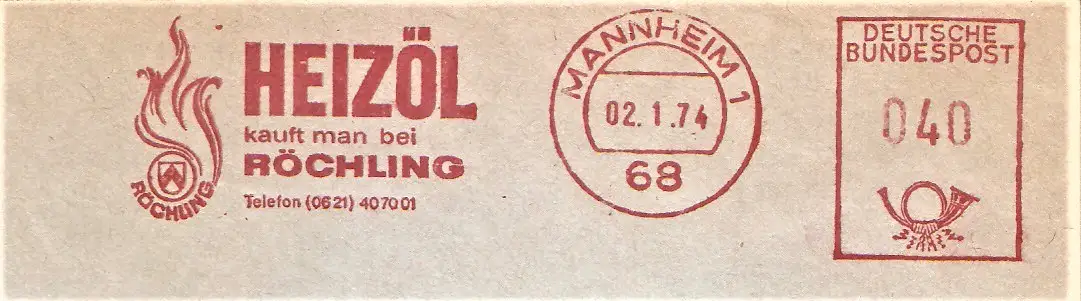 HEIZÖL
kauft man bei
RÖCHLING
Telefon (0621) 407001
RÖCHLING
MANNHEIM 1
02.1.74
68
DEUTSCHE
BUNDESPOST
040